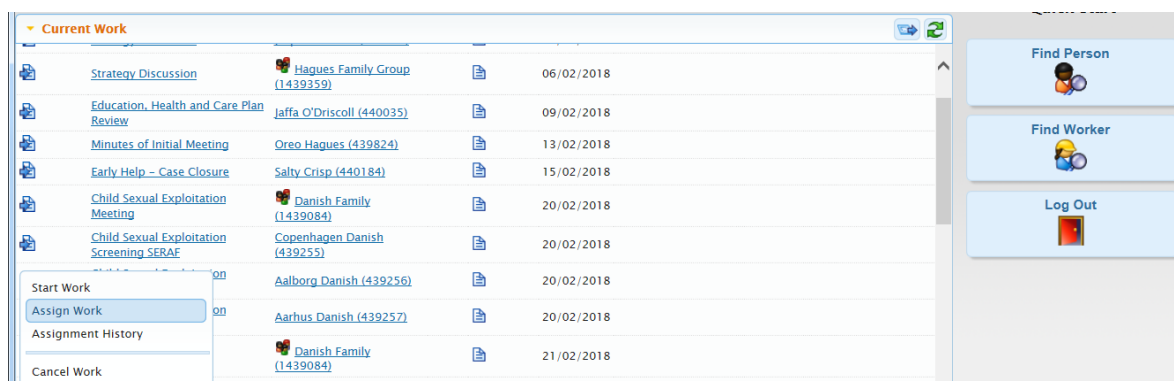 Current Work
Strategy Discussion
Hagues Family Group
(1439359)
06/02/2018
Education, Health and Care Plan
Review
Jaffa O'Driscoll (440035)
09/02/2018
Minutes of Initial Meeting
Oreo Hagues (439824)
13/02/2018
Early Help – Case Closure
Salty Crisp (440184)
15/02/2018
Child Sexual Exploitation
Meeting
Danish Family
(1439084)
20/02/2018
Child Sexual Exploitation
Screening SERAF
Copenhagen Danish
(439255)
20/02/2018
on
Aalborg Danish (439256)
20/02/2018
on
Aarhus Danish (439257)
20/02/2018
Danish Family
(1439084)
21/02/2018
Start Work
Assign Work
Assignment History
Cancel Work
Find Person
Find Worker
Log Out